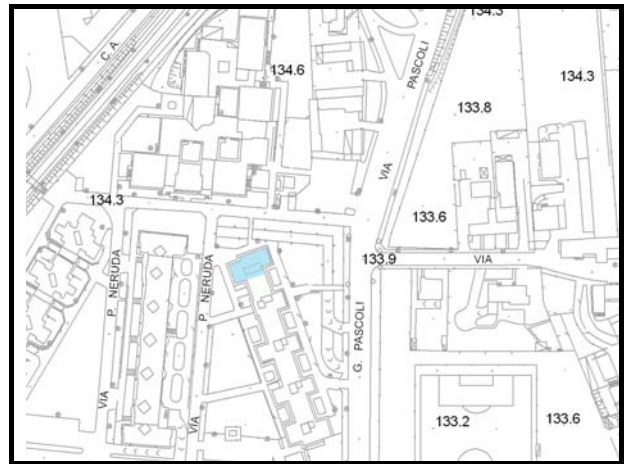 134.3
C.A.
134.6
PASCOLI
134.3
133.8
VIA
134.3
133.6
133.9
VIA
P. NERUDA
P. NERUDA
G. PASCOLI
VIA
VIA
133.2
133.6